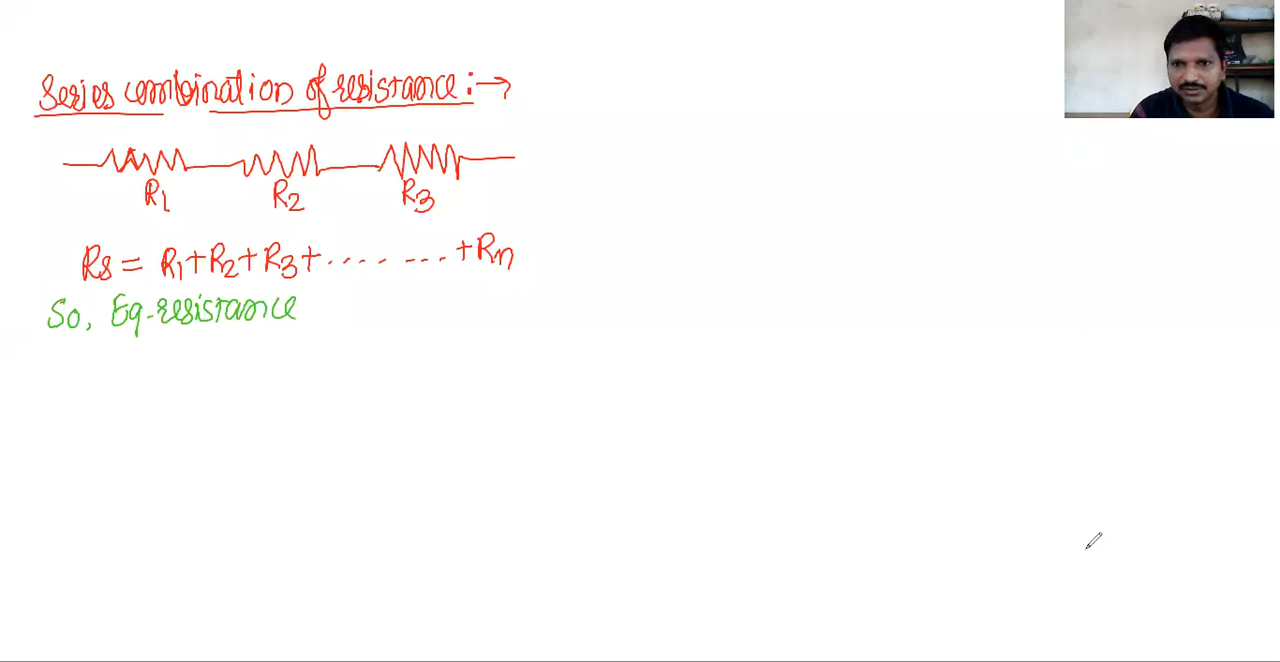 Series combination of resistance :→
R1 R2 R3
Rs = R1+R2+R3+....... ...+Rn
So, Eq-resistance